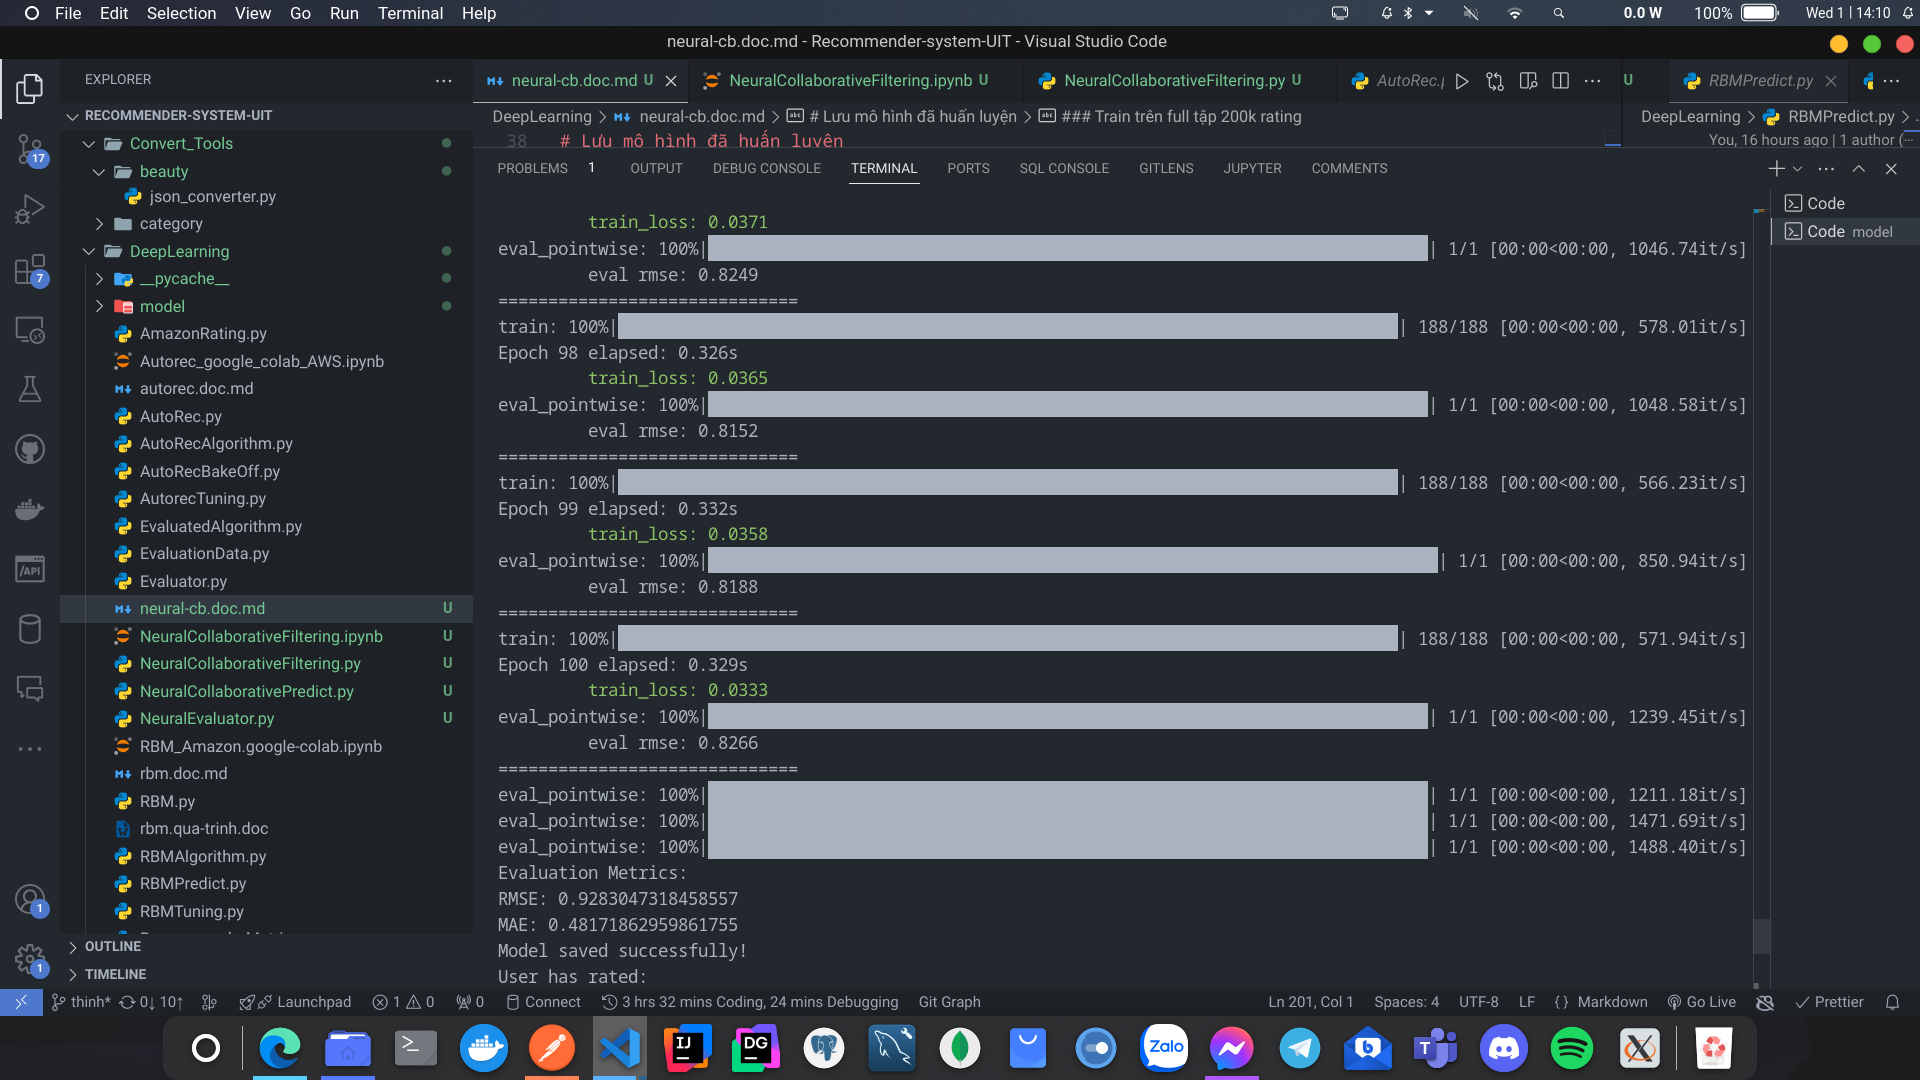 File Edit Selection View Go Run Terminal Help
0.0 W 100% Wed 1 | 14:10
neural-cb.doc.md - Recommender-system-UIT - Visual Studio Code
EXPLORER
RECOMMENDER-SYSTEM-UIT
Convert_Tools
beauty
json_converter.py
category
DeepLearning
__pycache__
model
AmazonRating.py
Autorec_google_colab_AWS.ipynb
autorec.doc.md
AutoRec.py
AutoRecAlgorithm.py
AutoRecBakeOff.py
AutorecTuning.py
EvaluatedAlgorithm.py
EvaluationData.py
Evaluator.py
neural-cb.doc.md U
NeuralCollaborativeFiltering.ipynb U
NeuralCollaborativeFiltering.py U
NeuralCollaborativePredict.py U
NeuralEvaluator.py U
RBM_Amazon.google-colab.ipynb
rbm.doc.md
RBM.py
rbm.qua-trinh.doc
RBMAlgorithm.py
RBMPredict.py
RBMTuning.py
OUTLINE
TIMELINE
17
7
/API
1
1
neural-cb.doc.md U NeuralCollaborativeFiltering.ipynb U NeuralCollaborativeFiltering.py U AutoRec.p U RBMPredict.py
DeepLearning > neural-cb.doc.md > # Lưu mô hình đã huấn luyện > ### Train trên full tập 200k rating
DeepLearning > RBMPredict.py >
38 # Lưu mô hình đã huấn luyện
You, 16 hours ago | 1 author (...
PROBLEMS 1 OUTPUT DEBUG CONSOLE TERMINAL PORTS SQL CONSOLE GITLENS JUPYTER COMMENTS
Code
Code model
train_loss: 0.0371
eval_pointwise: 100%| | 1/1 [00:00<00:00, 1046.74it/s]
eval rmse: 0.8249
==============================
train: 100%| | 188/188 [00:00<00:00, 578.01it/s]
Epoch 98 elapsed: 0.326s
train_loss: 0.0365
eval_pointwise: 100%| | 1/1 [00:00<00:00, 1048.58it/s]
eval rmse: 0.8152
==============================
train: 100%| | 188/188 [00:00<00:00, 566.23it/s]
Epoch 99 elapsed: 0.332s
train_loss: 0.0358
eval_pointwise: 100%| | 1/1 [00:00<00:00, 850.94it/s]
eval rmse: 0.8188
==============================
train: 100%| | 188/188 [00:00<00:00, 571.94it/s]
Epoch 100 elapsed: 0.329s
train_loss: 0.0333
eval_pointwise: 100%| | 1/1 [00:00<00:00, 1239.45it/s]
eval rmse: 0.8266
==============================
eval_pointwise: 100%| | 1/1 [00:00<00:00, 1211.18it/s]
eval_pointwise: 100%| | 1/1 [00:00<00:00, 1471.69it/s]
eval_pointwise: 100%| | 1/1 [00:00<00:00, 1488.40it/s]
Evaluation Metrics:
RMSE: 0.9283047318458557
MAE: 0.48171862959861755
Model saved successfully!
User has rated:
thinh* 0↓ 10↑ Launchpad 1 0 0 Connect 3 hrs 32 mins Coding, 24 mins Debugging Git Graph Ln 201, Col 1 Spaces: 4 UTF-8 LF {} Markdown Go Live Prettier
IJ DG Zalo